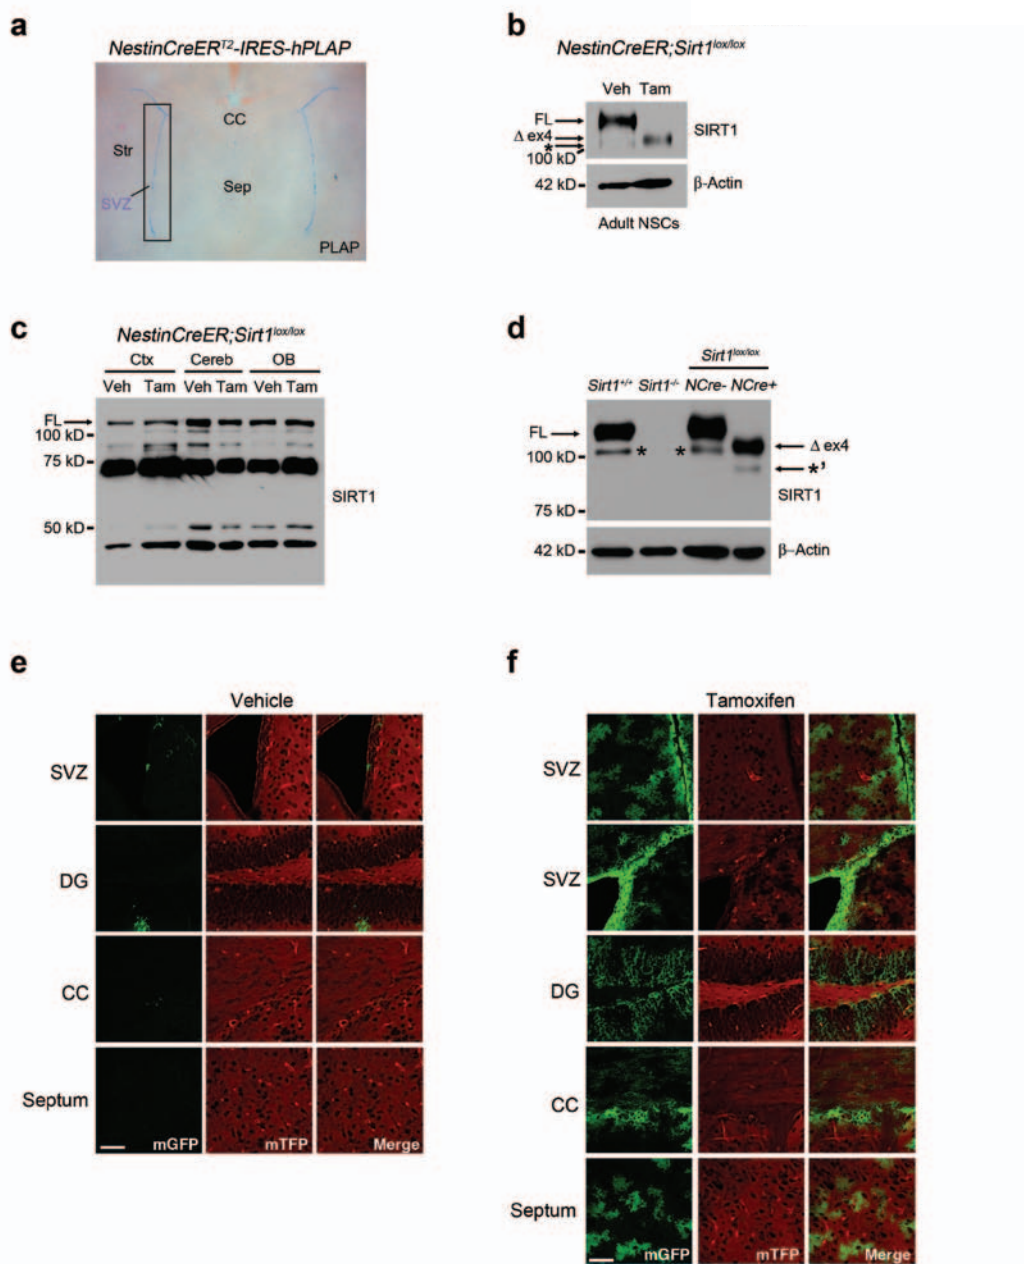 a
NestinCreER^T2-IRES-hPLAP
CC
Str
Sep
SVZ
PLAP
b
NestinCreER;Sirt1^lox/lox
Veh Tam
FL
SIRT1
Δ ex4
*
100 kD
42 kD
β-Actin
Adult NSCs
c
NestinCreER;Sirt1^lox/lox
Ctx Cereb OB
Veh Tam Veh Tam Veh Tam
FL
100 kD
75 kD
SIRT1
50 kD
d
Sirt1^lox/lox
Sirt1^+/+ Sirt1^-/- NCre- NCre+
FL
Δ ex4
* *
100 kD
*'
SIRT1
75 kD
42 kD
β-Actin
e
Vehicle
SVZ
DG
CC
Septum
mGFP mTFP Merge
f
Tamoxifen
SVZ
SVZ
DG
CC
Septum
mGFP mTFP Merge